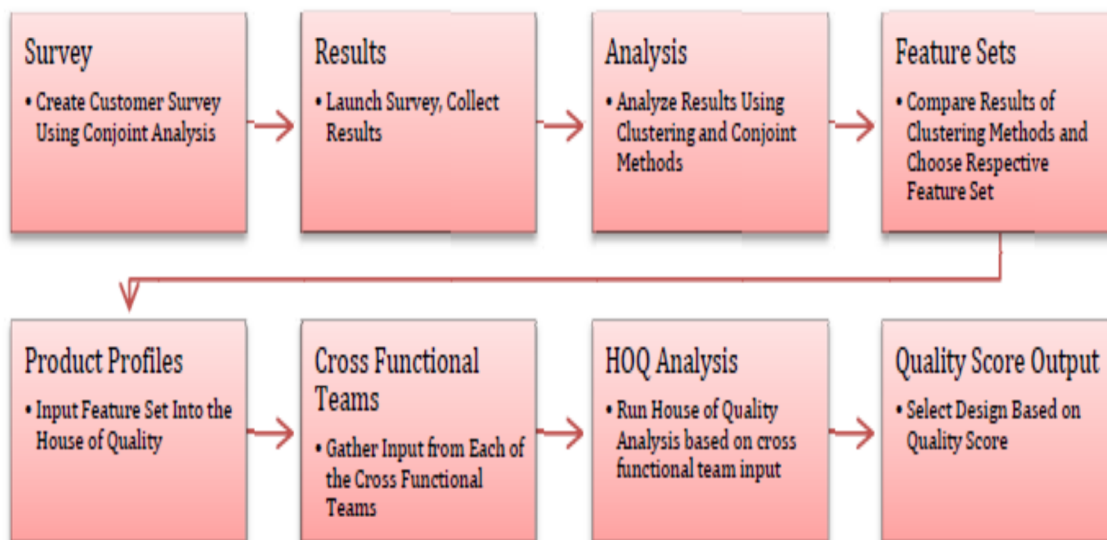 Survey
• Create Customer Survey
Using Conjoint Analysis
Results
• Launch Survey, Collect
Results
Analysis
• Analyze Results Using
Clustering and Conjoint
Methods
Feature Sets
• Compare Results of
Clustering Methods and
Choose Respective
Feature Set
Product Profiles
• Input Feature Set Into the
House of Quality
Cross Functional
Teams
• Gather Input from Each of
the Cross Functional
Teams
HOQ Analysis
• Run House of Quality
Analysis based on cross
functional team input
Quality Score Output
• Select Design Based on
Quality Score